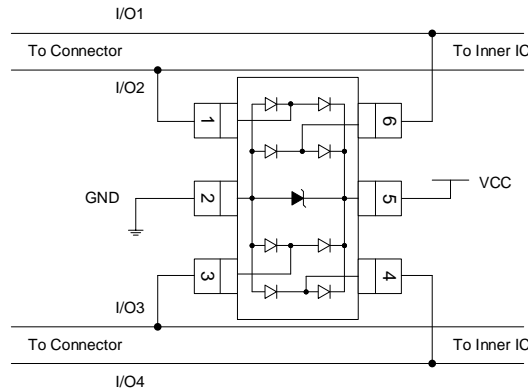 I/O1
To Connector To Inner IC
I/O2
1 6
GND 2 5 VCC
3 4
I/O3
To Connector To Inner IC
I/O4